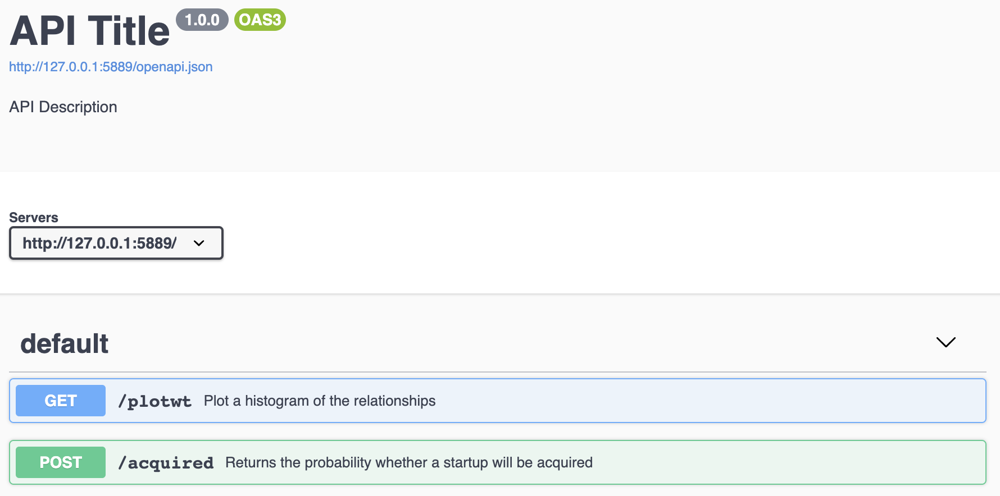 API Title 1.0.0 OAS3
http://127.0.0.1:5889/openapi.json
API Description
Servers
http://127.0.0.1:5889/
default
GET /plotwt Plot a histogram of the relationships
POST /acquired Returns the probability whether a startup will be acquired